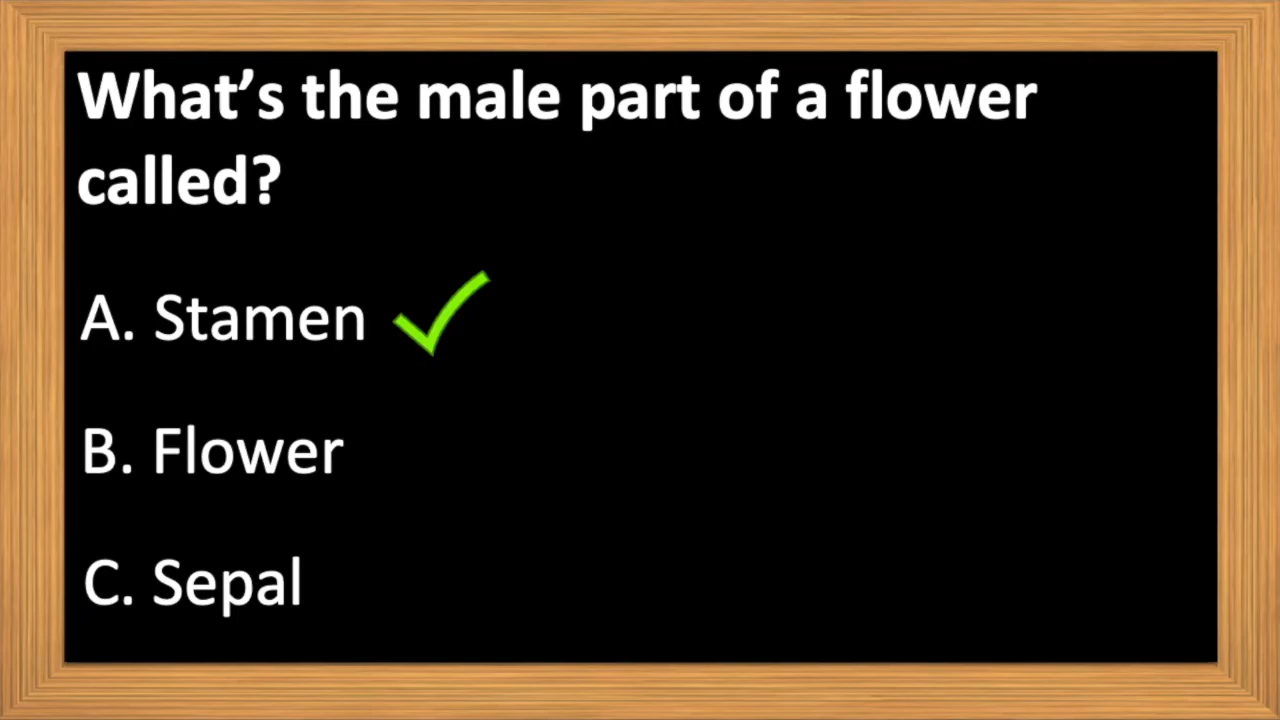 What’s the male part of a flower
called?
A. Stamen
B. Flower
C. Sepal